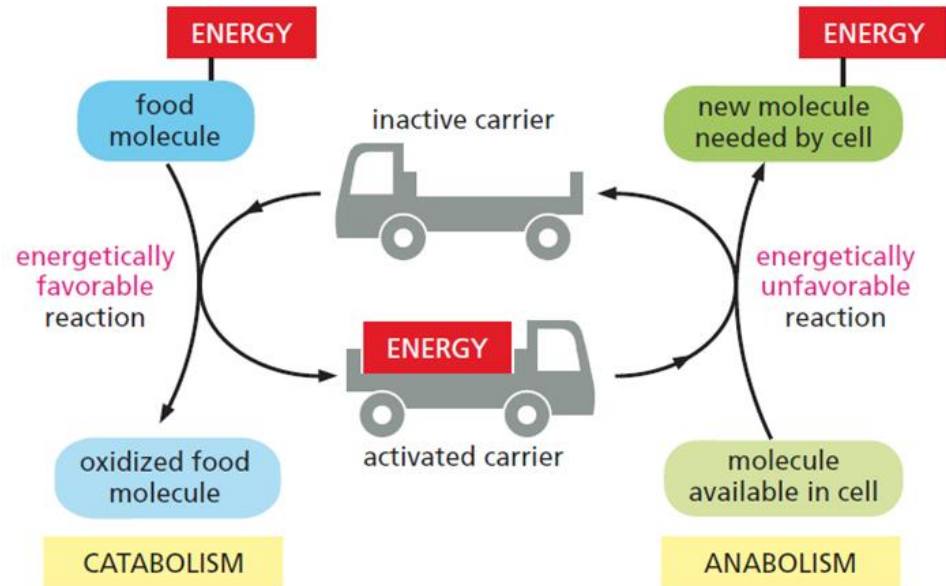 ENERGY
food
molecule
energetically
favorable
reaction
oxidized food
molecule
CATABOLISM
inactive carrier
ENERGY
activated carrier
ENERGY
new molecule
needed by cell
energetically
unfavorable
reaction
molecule
available in cell
ANABOLISM